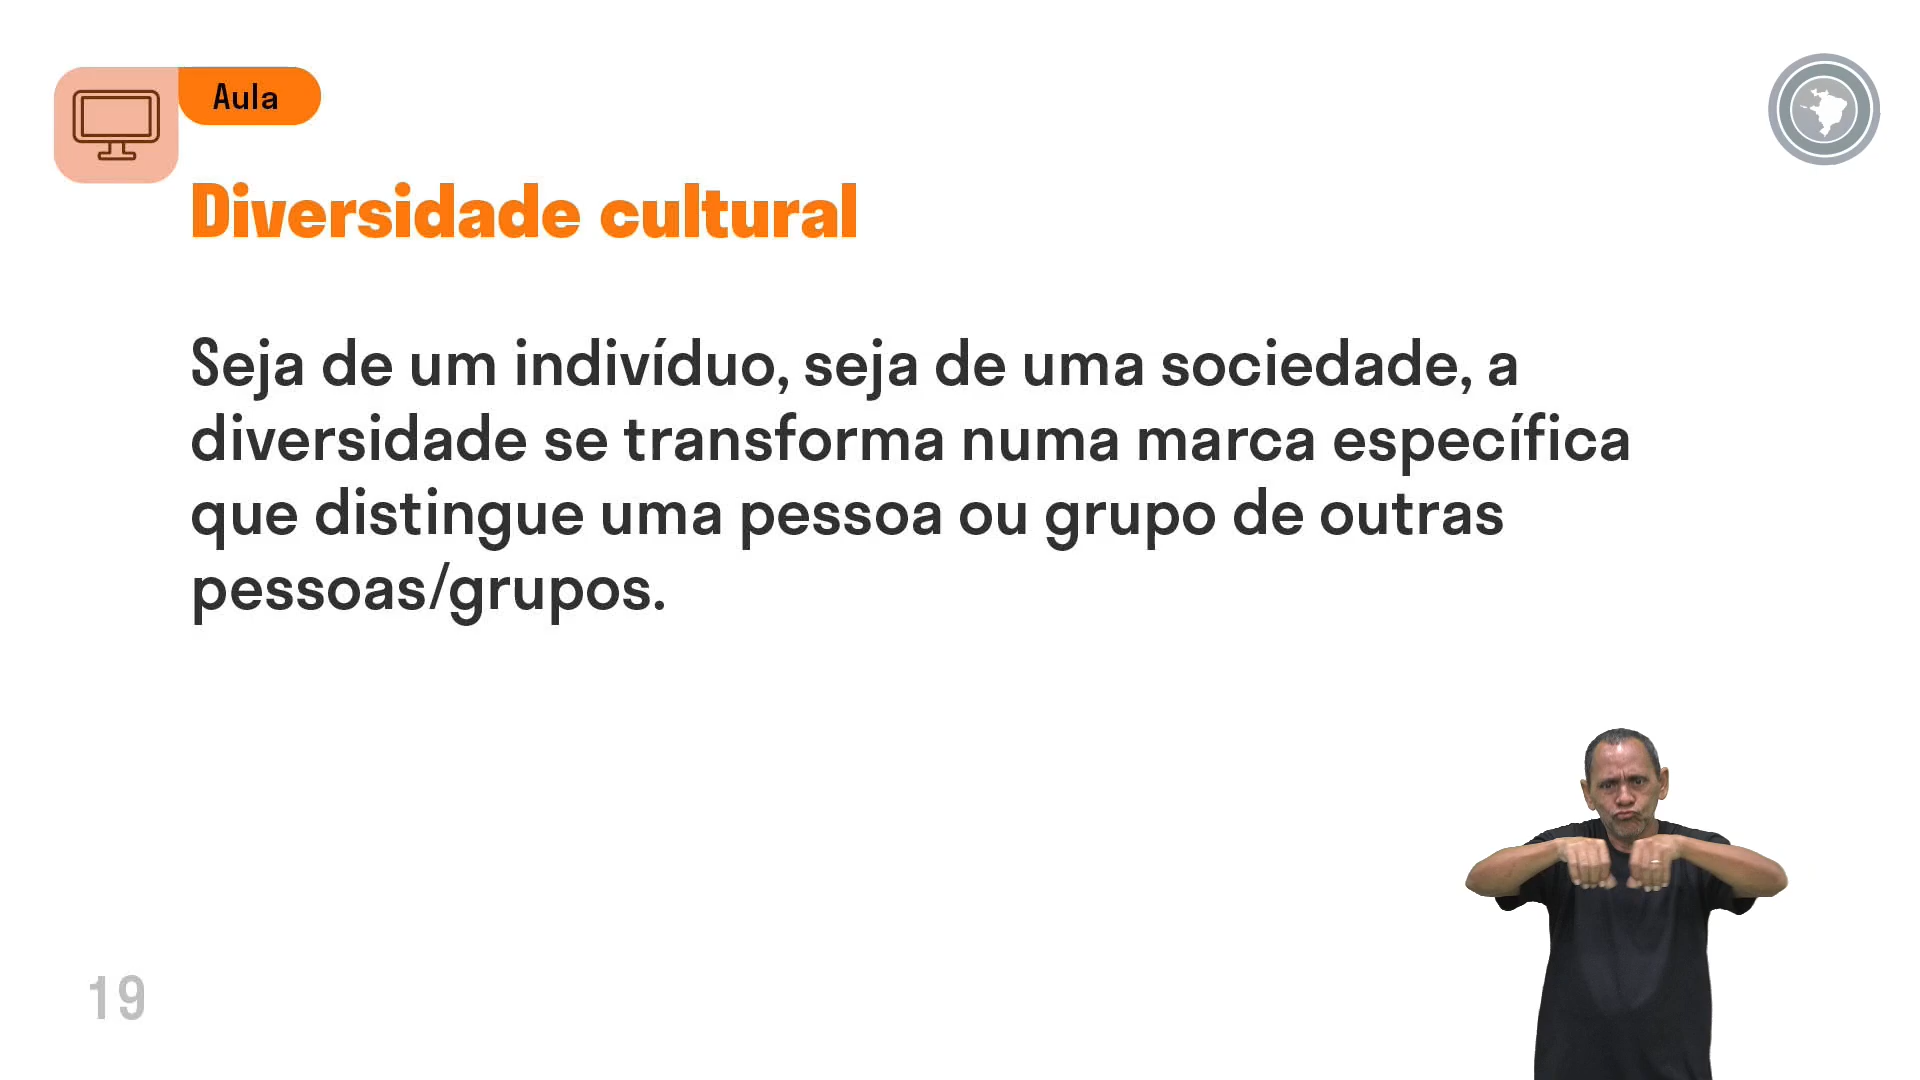 Aula
Diversidade cultural
Seja de um indivíduo, seja de uma sociedade, a
diversidade se transforma numa marca específica
que distingue uma pessoa ou grupo de outras
pessoas/grupos.
19